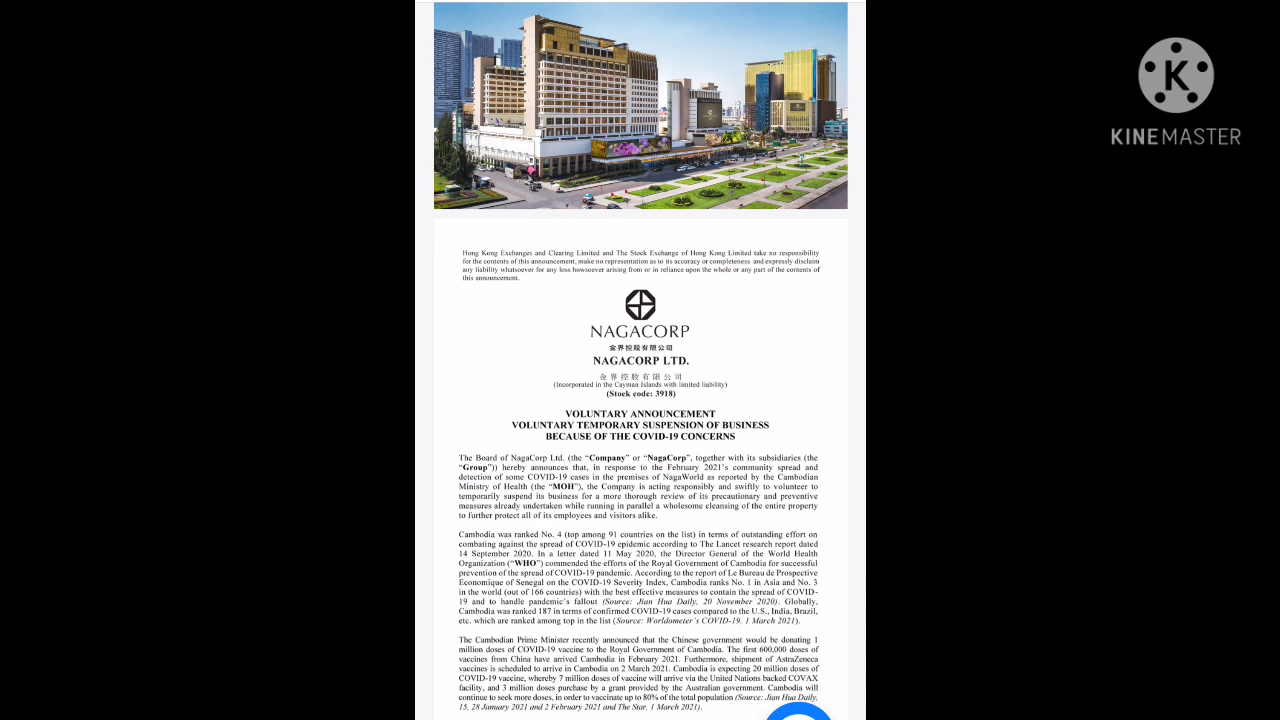 K
KINEMASTER
Hong Kong Exchanges and Clearing Limited and The Stock Exchange of Hong Kong Limited take no responsibility
for the contents of this announcement, make no representation as to its accuracy or completeness and expressly disclaim
any liability whatsoever for any loss howsoever arising from or in reliance upon the whole or any part of the contents of
this announcement.
NAGACORP
金界控股有限公司
NAGACORP LTD.
金界控股有限公司
(Incorporated in the Cayman Islands with limited liability)
(Stock code: 3918)
VOLUNTARY ANNOUNCEMENT
VOLUNTARY TEMPORARY SUSPENSION OF BUSINESS
BECAUSE OF THE COVID-19 CONCERNS
The Board of NagaCorp Ltd. (the “Company” or “NagaCorp”, together with its subsidiaries (the
“Group”)) hereby announces that, in response to the February 2021’s community spread and
detection of some COVID-19 cases in the premises of NagaWorld as reported by the Cambodian
Ministry of Health (the “MOH”), the Company is acting responsibly and swiftly to volunteer to
temporarily suspend its business for a more thorough review of its precautionary and preventive
measures already undertaken while running in parallel a wholesome cleansing of the entire property
to further protect all of its employees and visitors alike.
Cambodia was ranked No. 4 (top among 91 countries on the list) in terms of outstanding effort on
combating against the spread of COVID-19 epidemic according to The Lancet research report dated
14 September 2020. In a letter dated 11 May 2020, the Director General of the World Health
Organization (“WHO”) commended the efforts of the Royal Government of Cambodia for successful
prevention of the spread of COVID-19 pandemic. According to the report of Le Bureau de Prospective
Economique of Senegal on the COVID-19 Severity Index, Cambodia ranks No. 1 in Asia and No. 3
in the world (out of 166 countries) with the best effective measures to contain the spread of COVID-
19 and to handle pandemic’s fallout (Source: Jian Hua Daily, 20 November 2020). Globally,
Cambodia was ranked 187 in terms of confirmed COVID-19 cases compared to the U.S., India, Brazil,
etc. which are ranked among top in the list (Source: Worldometer’s COVID-19, 1 March 2021).
The Cambodian Prime Minister recently announced that the Chinese government would be donating 1
million doses of COVID-19 vaccine to the Royal Government of Cambodia. The first 600,000 doses of
vaccines from China have arrived Cambodia in February 2021. Furthermore, shipment of AstraZeneca
vaccines is scheduled to arrive in Cambodia on 2 March 2021. Cambodia is expecting 20 million doses of
COVID-19 vaccine, whereby 7 million doses of vaccine will arrive via the United Nations backed COVAX
facility, and 3 million doses purchase by a grant provided by the Australian government. Cambodia will
continue to seek more doses, in order to vaccinate up to 80% of the total population (Source: Jian Hua Daily,
15, 28 January 2021 and 2 February 2021 and The Star, 1 March 2021).